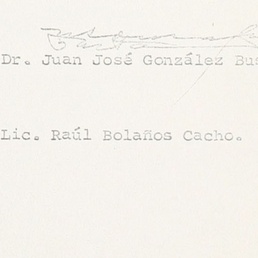 Dr. Juan José González Bus
Lic. Raúl Bolaños Cacho.